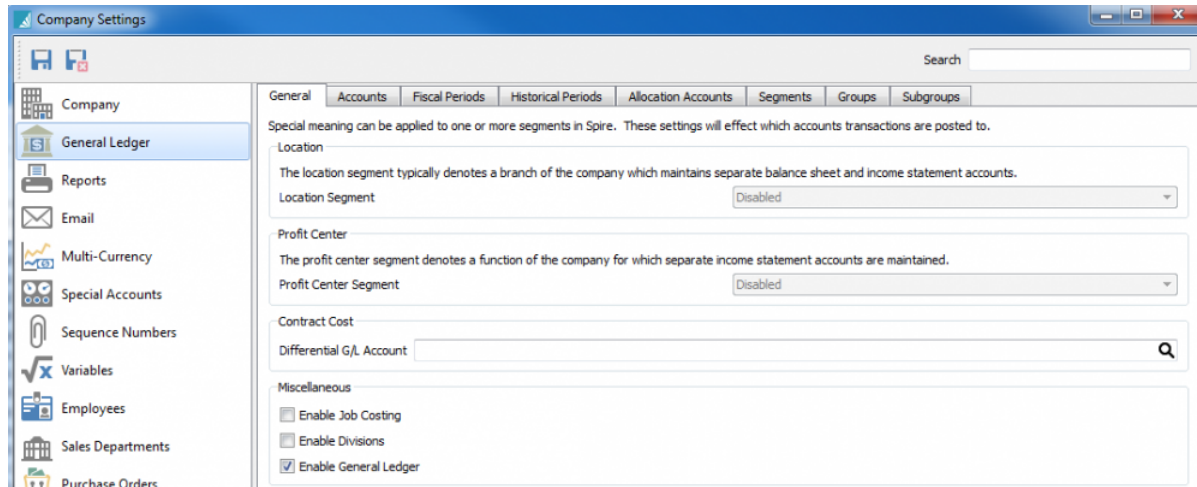 Company Settings
Search
Company
General Ledger
Reports
Email
Multi-Currency
Special Accounts
Sequence Numbers
Variables
Employees
Sales Departments
Purchase Orders
General Accounts Fiscal Periods Historical Periods Allocation Accounts Segments Groups Subgroups
Special meaning can be applied to one or more segments in Spire. These settings will effect which accounts transactions are posted to.
Location
The location segment typically denotes a branch of the company which maintains separate balance sheet and income statement accounts.
Location Segment Disabled
Profit Center
The profit center segment denotes a function of the company for which separate income statement accounts are maintained.
Profit Center Segment Disabled
Contract Cost
Differential G/L Account
Miscellaneous
Enable Job Costing
Enable Divisions
Enable General Ledger